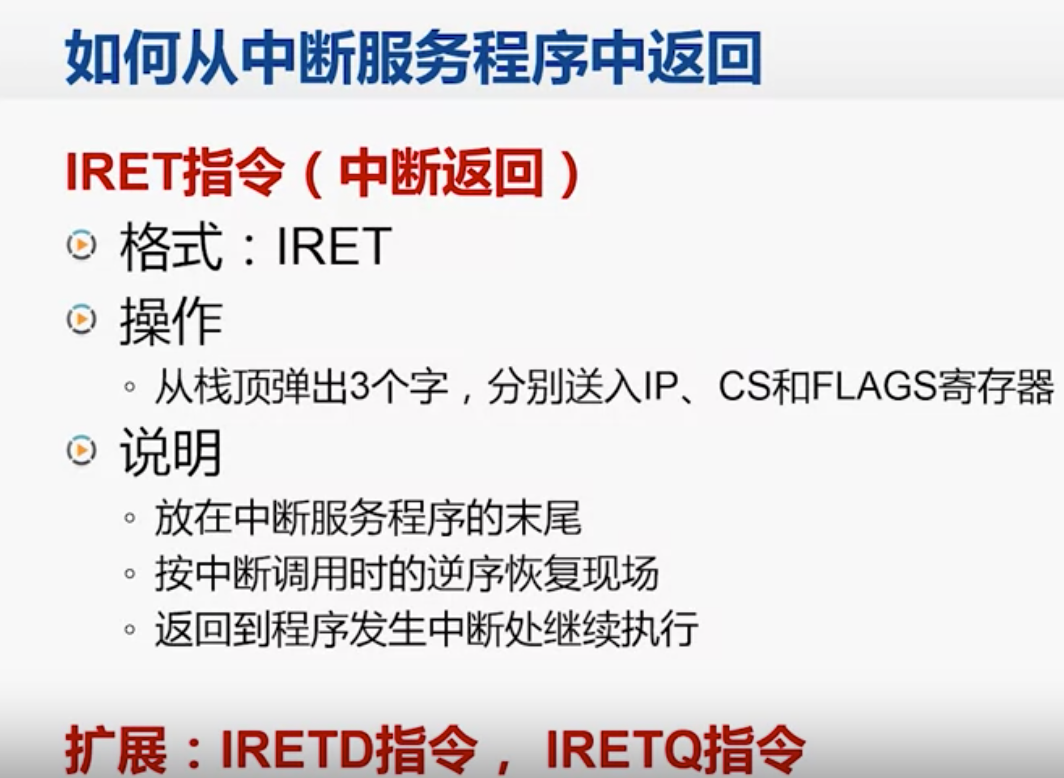 如何从中断服务程序中返回
IRET指令（中断返回）
格式：IRET
操作
从栈顶弹出3个字，分别送入IP、CS和FLAGS寄存器
说明
放在中断服务程序的末尾
按中断调用时的逆序恢复现场
返回到程序发生中断处继续执行
扩展：IRETD指令，IRETQ指令